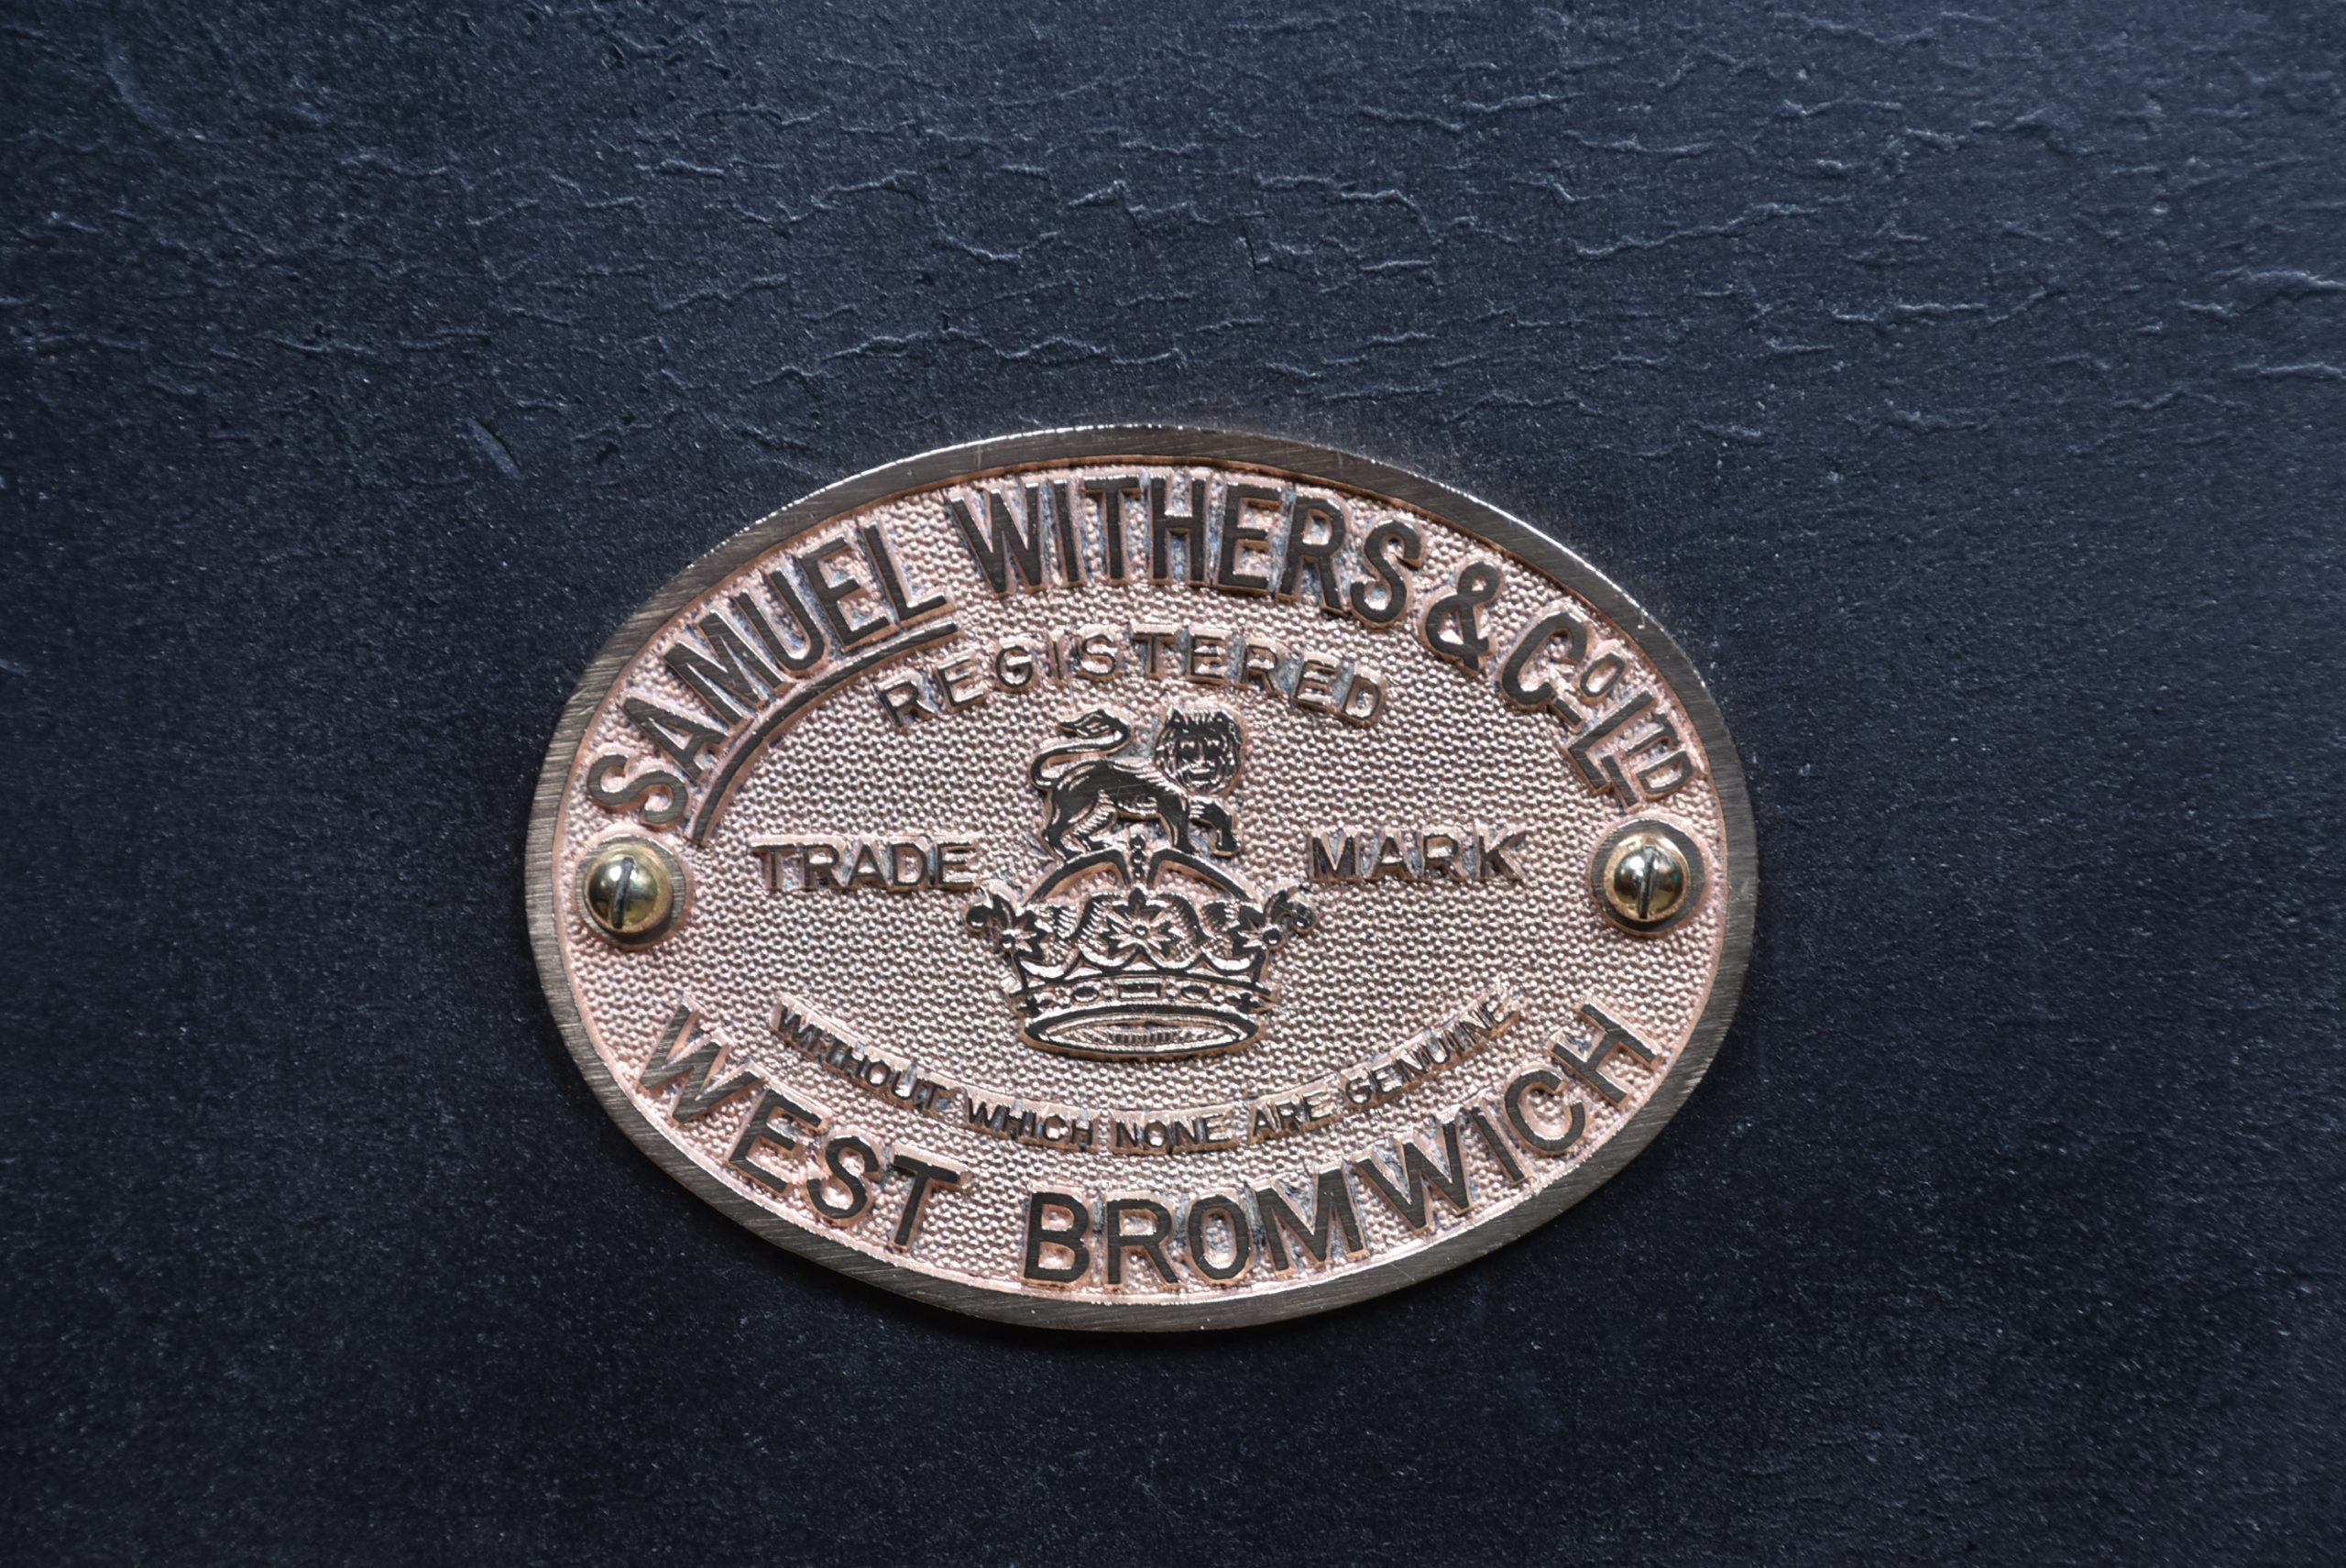 SAMUEL WITHERS & Co LTD
REGISTERED
TRADE MARK
WITHOUT WHICH NONE ARE GENUINE
WEST BROMWICH